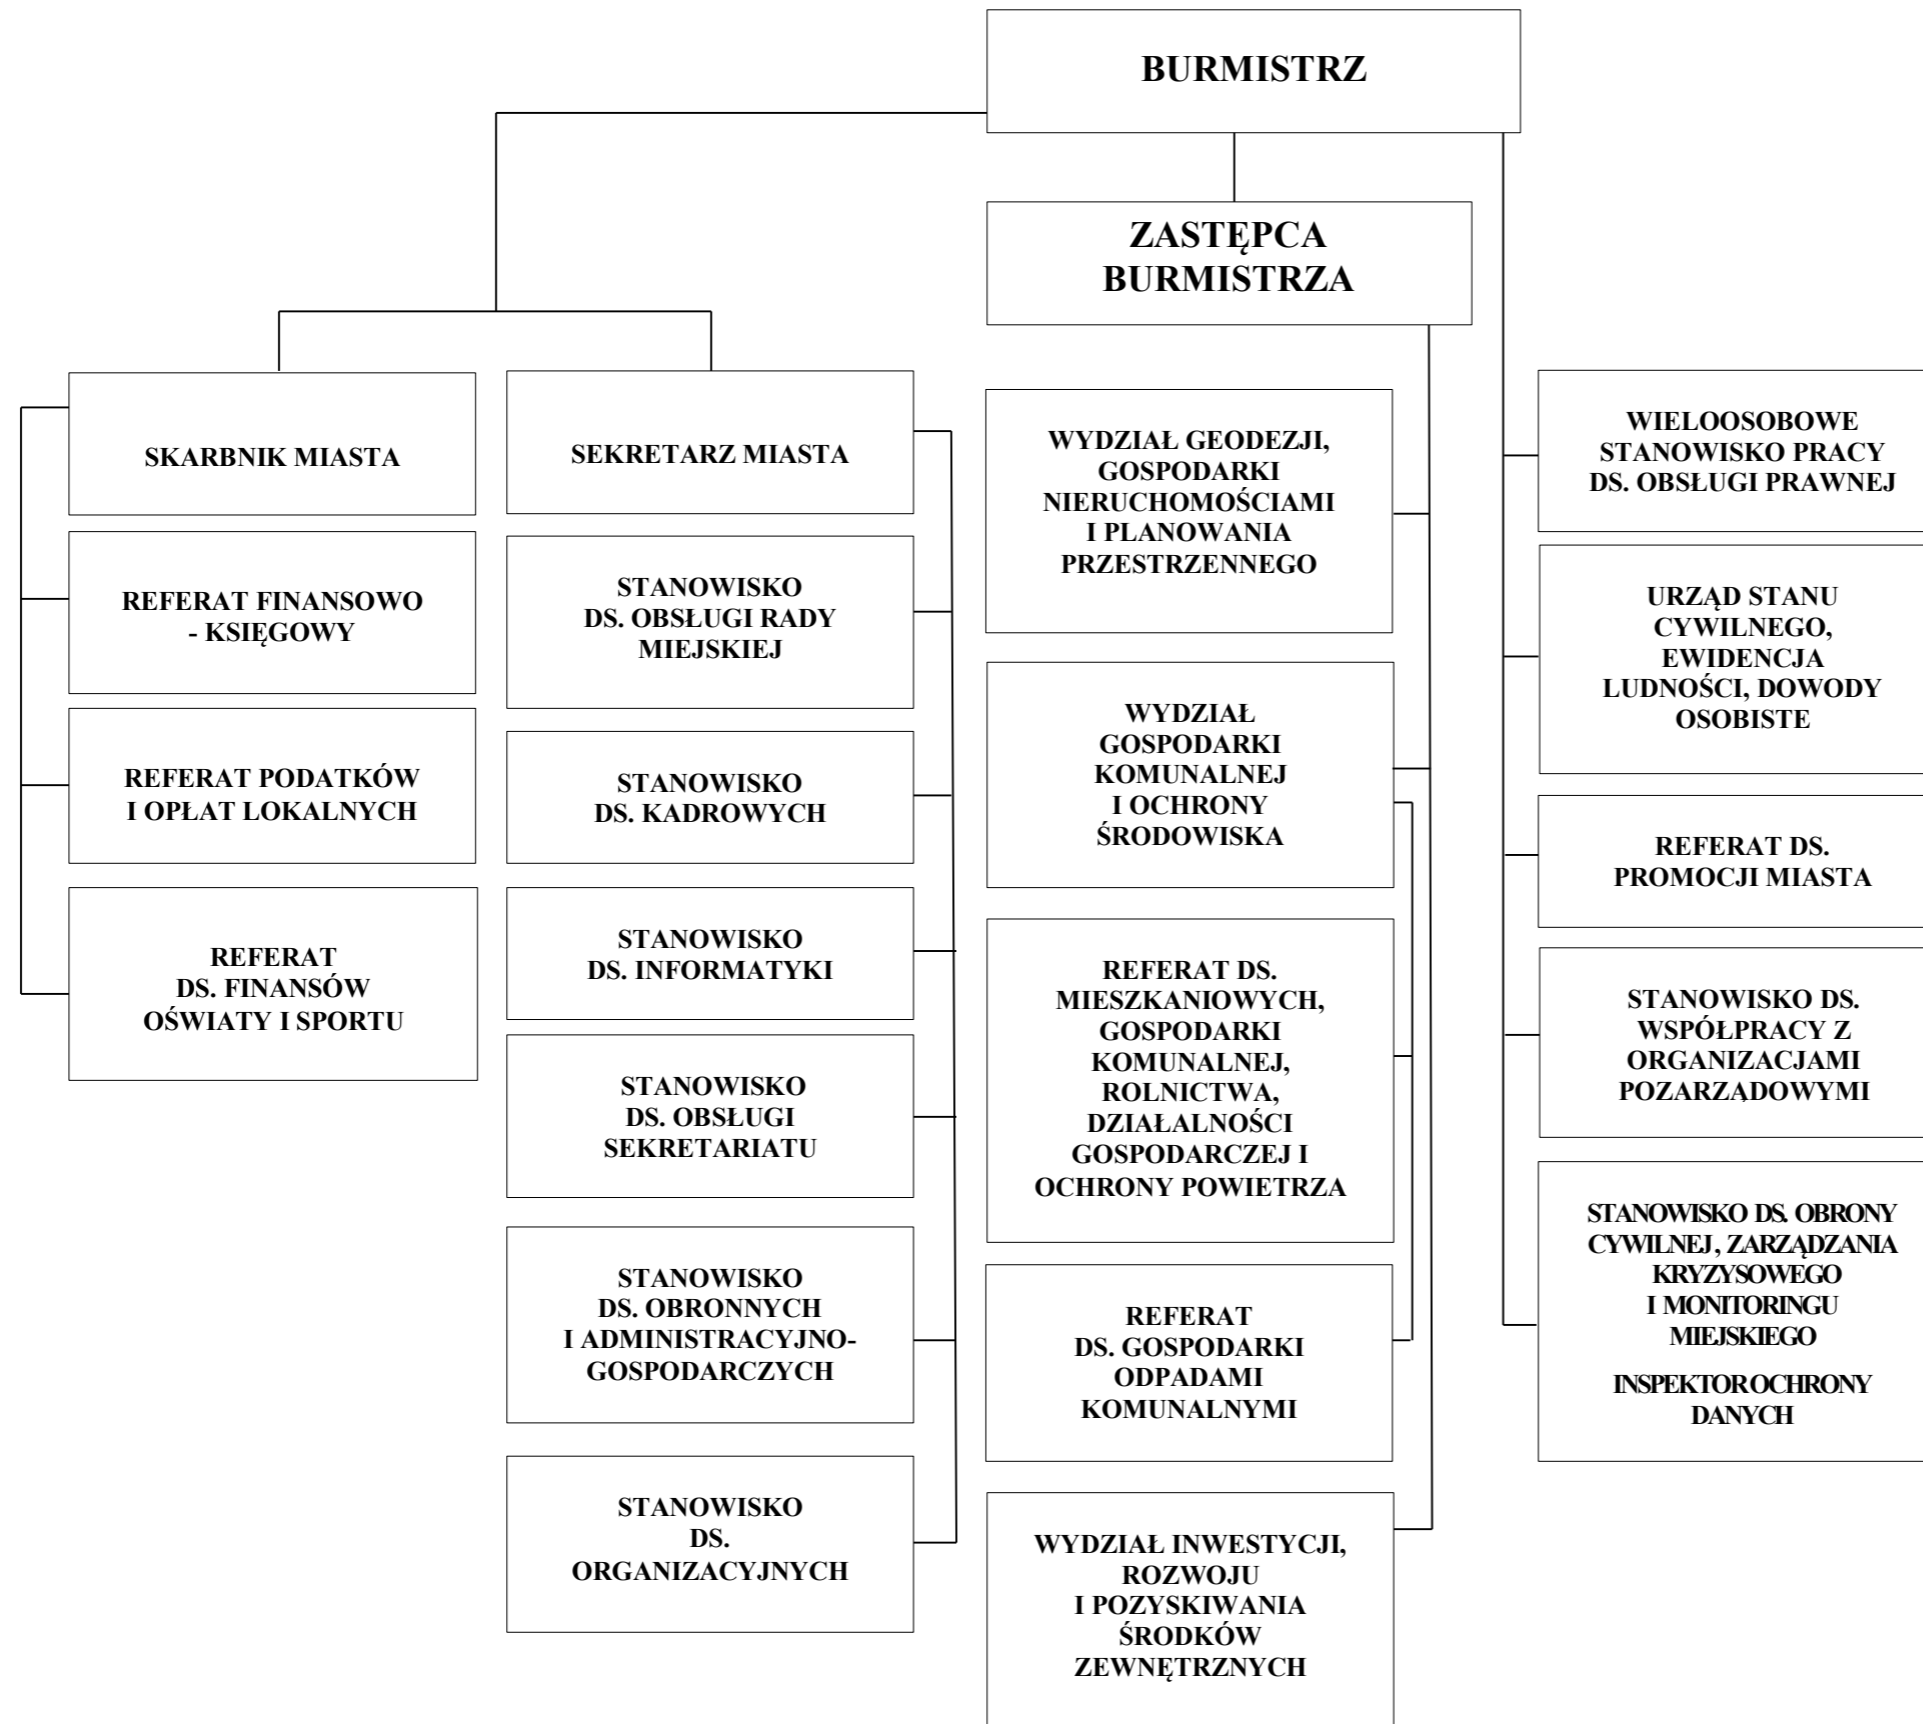 BURMISTRZ
ZASTĘPCA
BURMISTRZA
SKARBNIK MIASTA
REFERAT FINANSOWO
- KSIĘGOWY
REFERAT PODATKÓW
I OPŁAT LOKALNYCH
REFERAT
DS. FINANSÓW
OŚWIATY I SPORTU
SEKRETARZ MIASTA
STANOWISKO
DS. OBSŁUGI RADY
MIEJSKIEJ
STANOWISKO
DS. KADROWYCH
STANOWISKO
DS. INFORMATYKI
STANOWISKO
DS. OBSŁUGI
SEKRETARIATU
STANOWISKO
DS. OBRONNYCH
I ADMINISTRACYJNO-
GOSPODARCZYCH
STANOWISKO
DS.
ORGANIZACYJNYCH
WYDZIAŁ GEODEZJI,
GOSPODARKI
NIERUCHOMOŚCIAMI
I PLANOWANIA
PRZESTRZENNEGO
WYDZIAŁ
GOSPODARKI
KOMUNALNEJ
I OCHRONY
ŚRODOWISKA
REFERAT DS.
MIESZKANIOWYCH,
GOSPODARKI
KOMUNALNEJ,
ROLNICTWA,
DZIAŁALNOŚCI
GOSPODARCZEJ I
OCHRONY POWIETRZA
REFERAT
DS. GOSPODARKI
ODPADAMI
KOMUNALNYMI
WYDZIAŁ INWESTYCJI,
ROZWOJU
I POZYSKIWANIA
ŚRODKÓW
ZEWNĘTRZNYCH
WIELOOSOBOWE
STANOWISKO PRACY
DS. OBSŁUGI PRAWNEJ
URZĄD STANU
CYWILNEGO,
EWIDENCJA
LUDNOŚCI, DOWODY
OSOBISTE
REFERAT DS.
PROMOCJI MIASTA
STANOWISKO DS.
WSPÓŁPRACY Z
ORGANIZACJAMI
POZARZĄDOWYMI
STANOWISKO DS. OBRONY
CYWILNEJ, ZARZĄDZANIA
KRYZYSOWEGO
I MONITORINGU
MIEJSKIEGO
INSPEKTOR OCHRONY
DANYCH